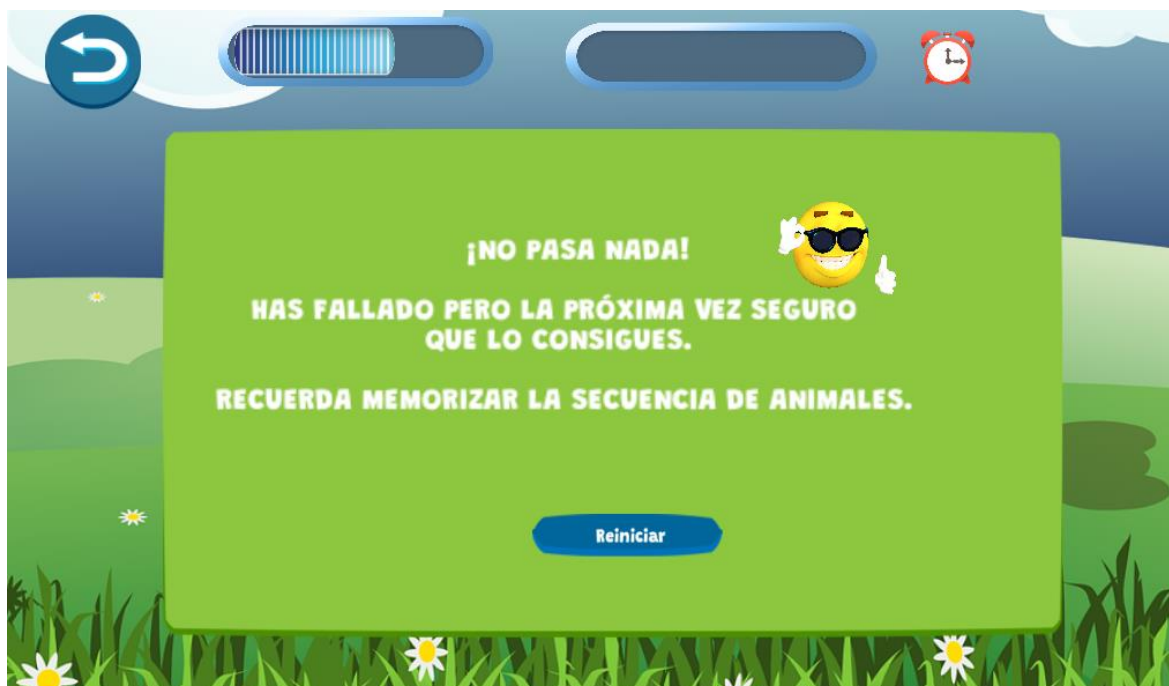 ¡NO PASA NADA!
HAS FALLADO PERO LA PRÓXIMA VEZ SEGURO
QUE LO CONSIGUES.
RECUERDA MEMORIZAR LA SECUENCIA DE ANIMALES.
Reiniciar